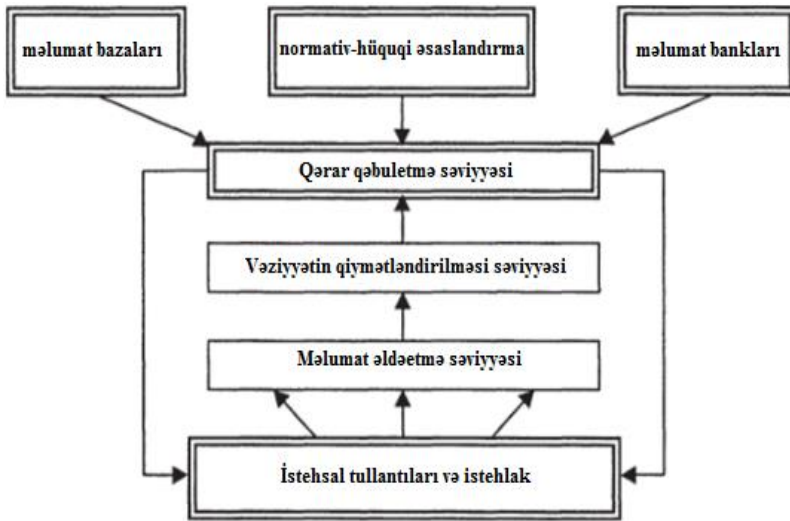 məlumat bazaları
normativ-hüquqi əsaslandırma
məlumat bankları
Qərar qəbuletmə səviyyəsi
Vəziyyətin qiymətləndirilməsi səviyyəsi
Məlumat əldəetmə səviyyəsi
İstehsal tullantıları və istehlak